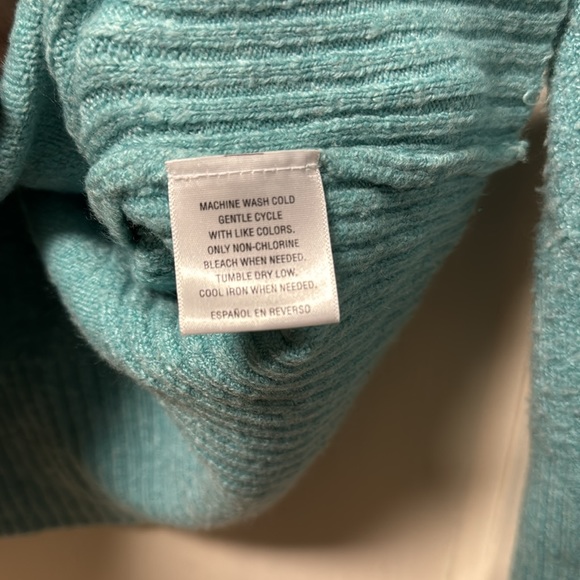 MACHINE WASH COLD
GENTLE CYCLE
WITH LIKE COLORS.
ONLY NON-CHLORINE
BLEACH WHEN NEEDED.
TUMBLE DRY LOW.
COOL IRON WHEN NEEDED.
ESPAÑOL EN REVERSO